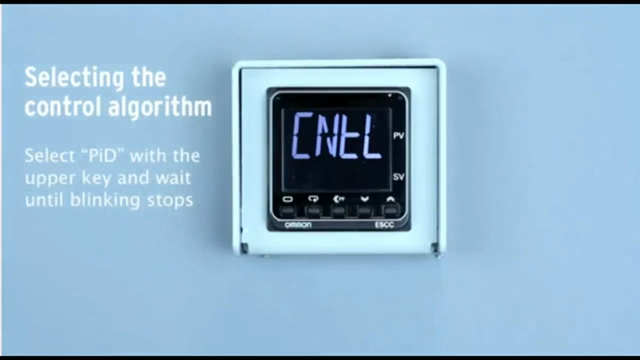 Selecting the
control algorithm
Select “PiD” with the
upper key and wait
until blinking stops
CNtL
PV
SV
OMRON
E5CC